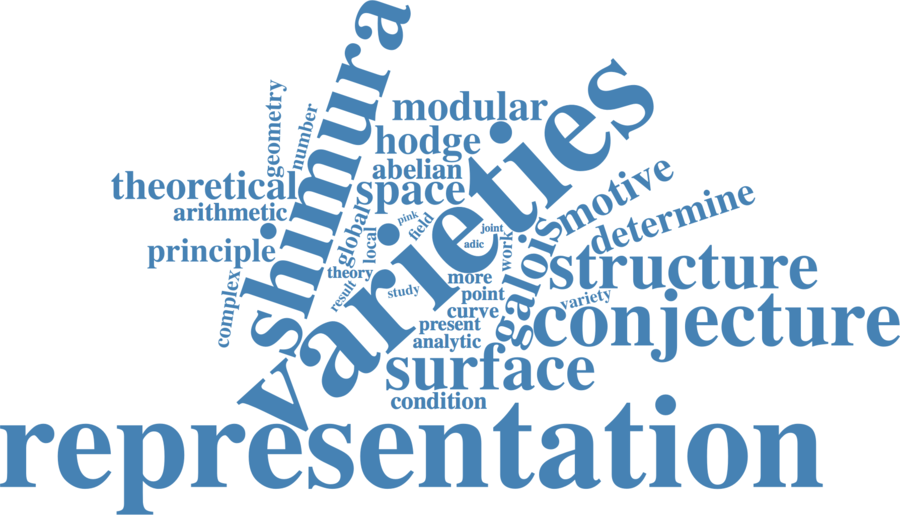 shimura
varieties
geometry
number
modular
hodge
abelian
space
theoretical
arithmetic
motive
determine
pink
field
global
local
joint
adic
work
galois
principle
structure
theory
complex
result
study
more
point
variety
curve
conjecture
present
analytic
surface
condition
representation